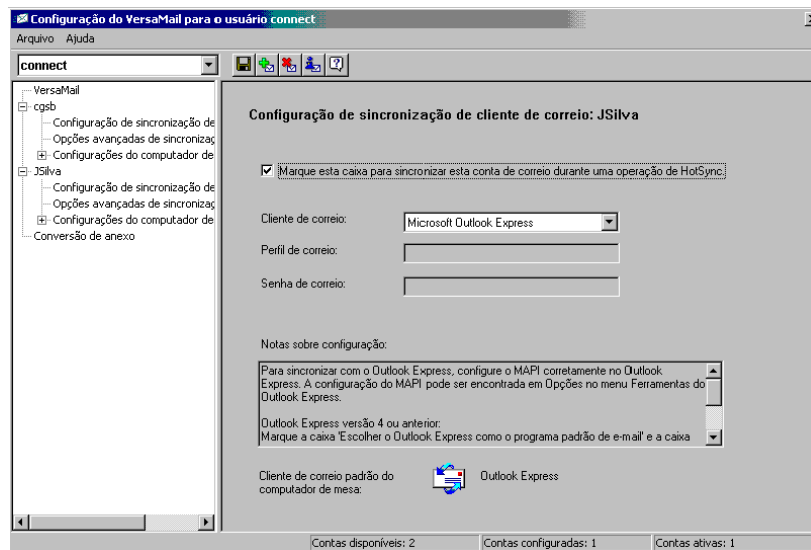 Configuração do VersaMail para o usuário connect
Arquivo Ajuda
connect
VersaMail
cgsb
Configuração de sincronização de
Opções avançadas de sincronizaç
Configurações do computador de
JSilva
Configuração de sincronização de
Opções avançadas de sincronizaç
Configurações do computador de
Conversão de anexo
Configuração de sincronização de cliente de correio: JSilva
Marque esta caixa para sincronizar esta conta de correio durante uma operação de HotSync.
Cliente de correio:
Microsoft Outlook Express
Perfil de correio:
Senha de correio:
Notas sobre configuração:
Para sincronizar com o Outlook Express, configure o MAPI corretamente no Outlook
Express. A configuração do MAPI pode ser encontrada em Opções no menu Ferramentas do
Outlook Express.
Outlook Express versão 4 ou anterior:
Marque a caixa 'Escolher o Outlook Express como o programa padrão de e-mail' e a caixa
Cliente de correio padrão do
computador de mesa:
Outlook Express
Contas disponíveis: 2
Contas configuradas: 1
Contas ativas: 1